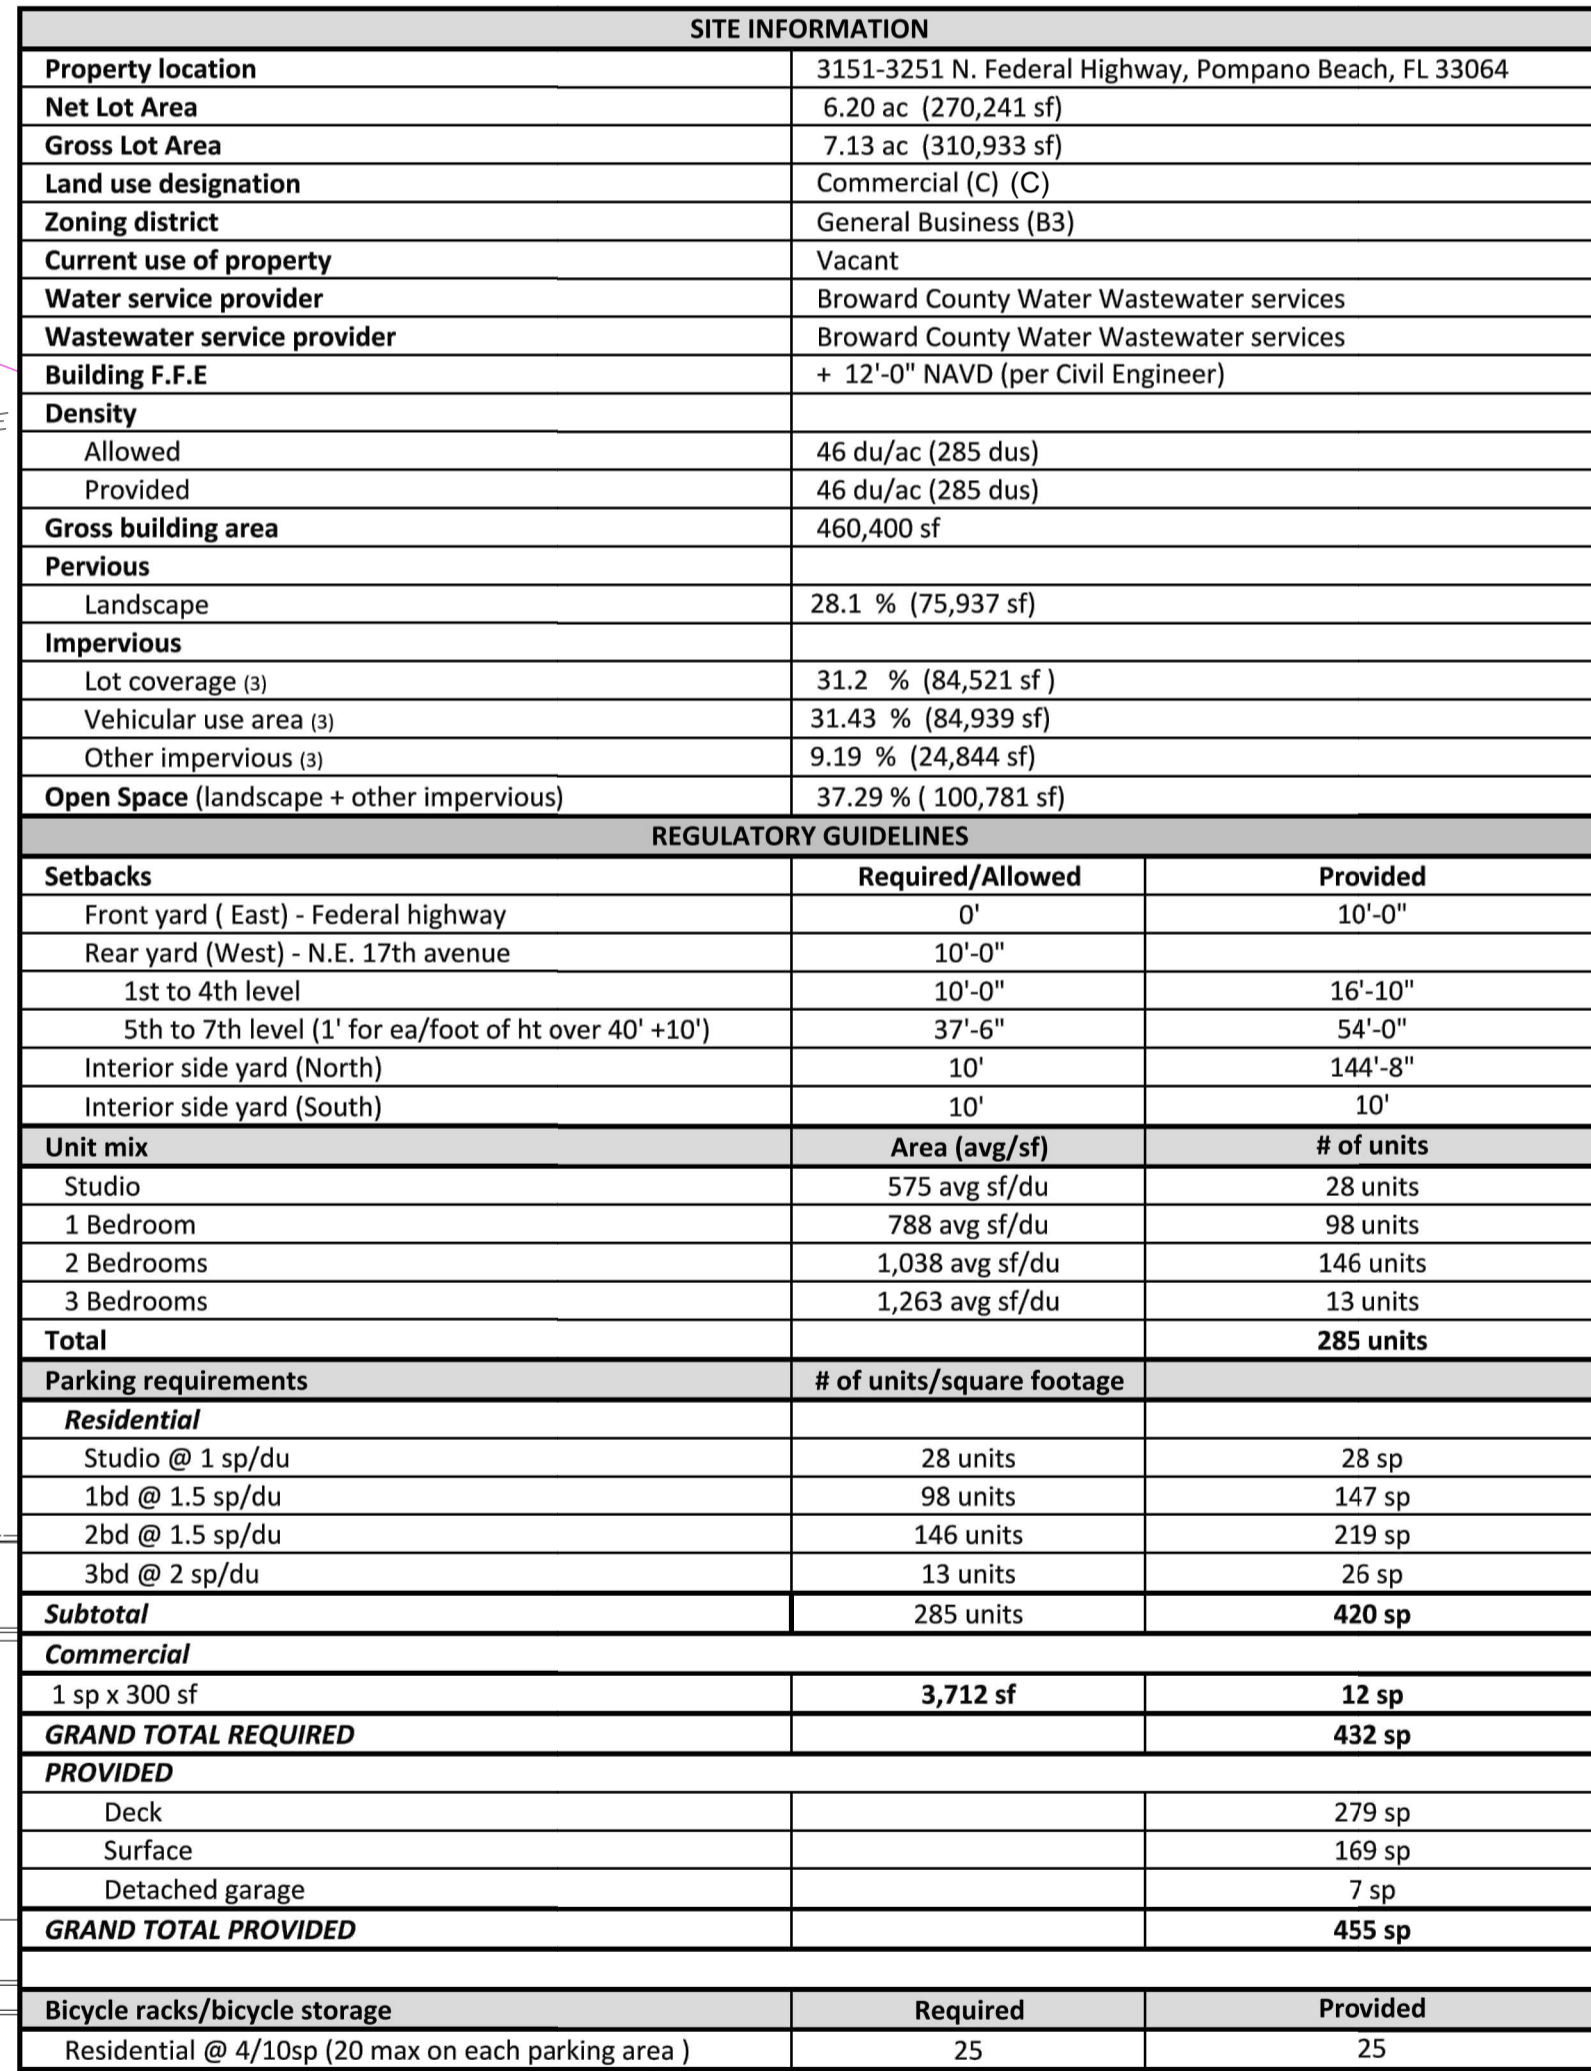 SITE INFORMATION
Property location 3151-3251 N. Federal Highway, Pompano Beach, FL 33064
Net Lot Area 6.20 ac (270,241 sf)
Gross Lot Area 7.13 ac (310,933 sf)
Land use designation Commercial (C) (C)
Zoning district General Business (B3)
Current use of property Vacant
Water service provider Broward County Water Wastewater services
Wastewater service provider Broward County Water Wastewater services
Building F.F.E + 12'-0" NAVD (per Civil Engineer)
Density
Allowed 46 du/ac (285 dus)
Provided 46 du/ac (285 dus)
Gross building area 460,400 sf
Pervious
Landscape 28.1 % (75,937 sf)
Impervious
Lot coverage (3) 31.2 % (84,521 sf )
Vehicular use area (3) 31.43 % (84,939 sf)
Other impervious (3) 9.19 % (24,844 sf)
Open Space (landscape + other impervious) 37.29 % ( 100,781 sf)
REGULATORY GUIDELINES
Setbacks Required/Allowed Provided
Front yard ( East) - Federal highway 0' 10'-0"
Rear yard (West) - N.E. 17th avenue 10'-0"
1st to 4th level 10'-0" 16'-10"
5th to 7th level (1' for ea/foot of ht over 40' +10') 37'-6" 54'-0"
Interior side yard (North) 10' 144'-8"
Interior side yard (South) 10' 10'
Unit mix Area (avg/sf) # of units
Studio 575 avg sf/du 28 units
1 Bedroom 788 avg sf/du 98 units
2 Bedrooms 1,038 avg sf/du 146 units
3 Bedrooms 1,263 avg sf/du 13 units
Total 285 units
Parking requirements # of units/square footage
Residential
Studio @ 1 sp/du 28 units 28 sp
1bd @ 1.5 sp/du 98 units 147 sp
2bd @ 1.5 sp/du 146 units 219 sp
3bd @ 2 sp/du 13 units 26 sp
Subtotal 285 units 420 sp
Commercial
1 sp x 300 sf 3,712 sf 12 sp
GRAND TOTAL REQUIRED 432 sp
PROVIDED
Deck 279 sp
Surface 169 sp
Detached garage 7 sp
GRAND TOTAL PROVIDED 455 sp
Bicycle racks/bicycle storage Required Provided
Residential @ 4/10sp (20 max on each parking area ) 25 25